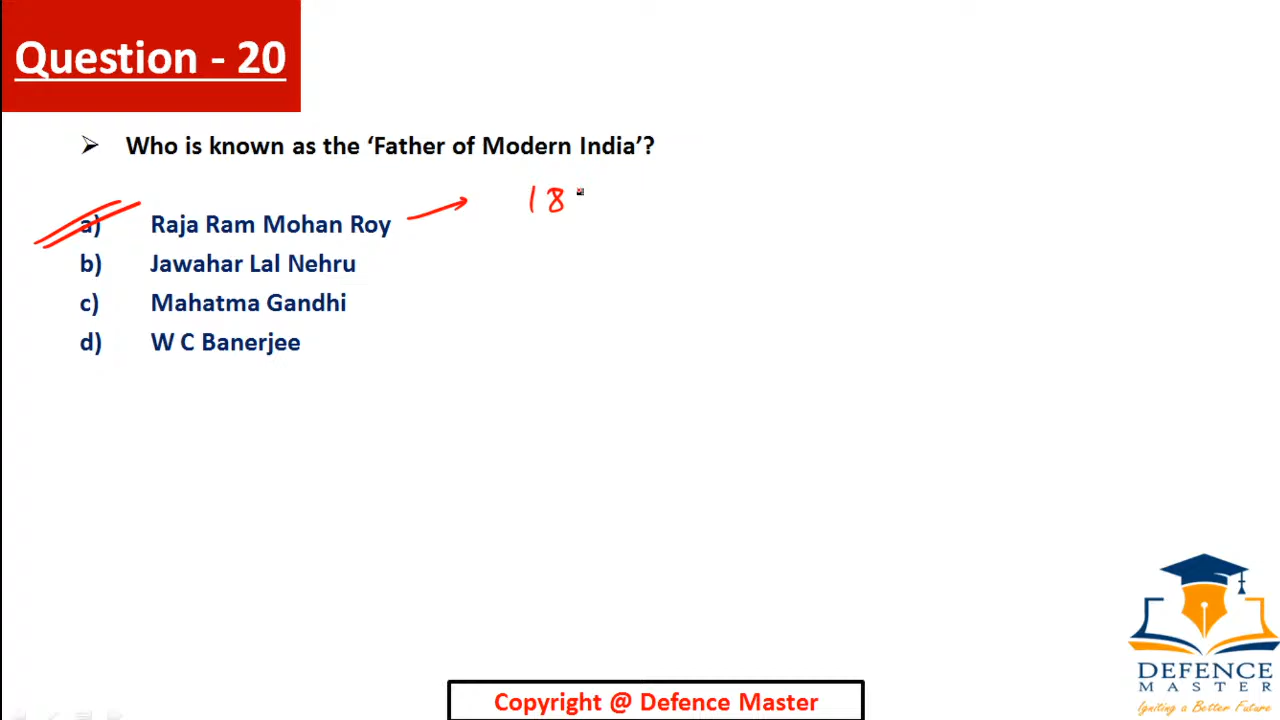 Question - 20
➢ Who is known as the ‘Father of Modern India’?
18
a) Raja Ram Mohan Roy
b) Jawahar Lal Nehru
c) Mahatma Gandhi
d) W C Banerjee
DEFENCE
MASTER
Igniting a Better Future
Copyright @ Defence Master